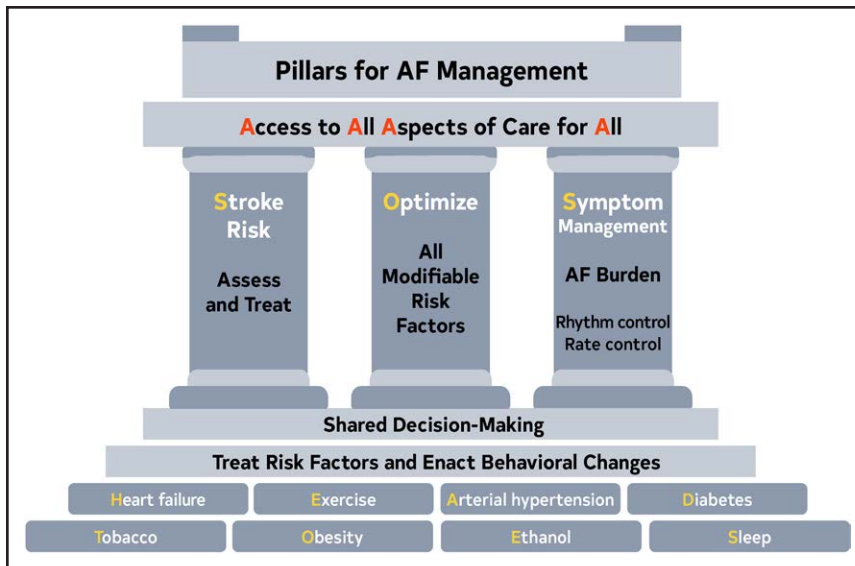 Pillars for AF Management
Access to All Aspects of Care for All
Stroke
Risk
Assess
and Treat
Optimize
All
Modifiable
Risk
Factors
Symptom
Management
AF Burden
Rhythm control
Rate control
Shared Decision-Making
Treat Risk Factors and Enact Behavioral Changes
Heart failure
Exercise
Arterial hypertension
Diabetes
Tobacco
Obesity
Ethanol
Sleep